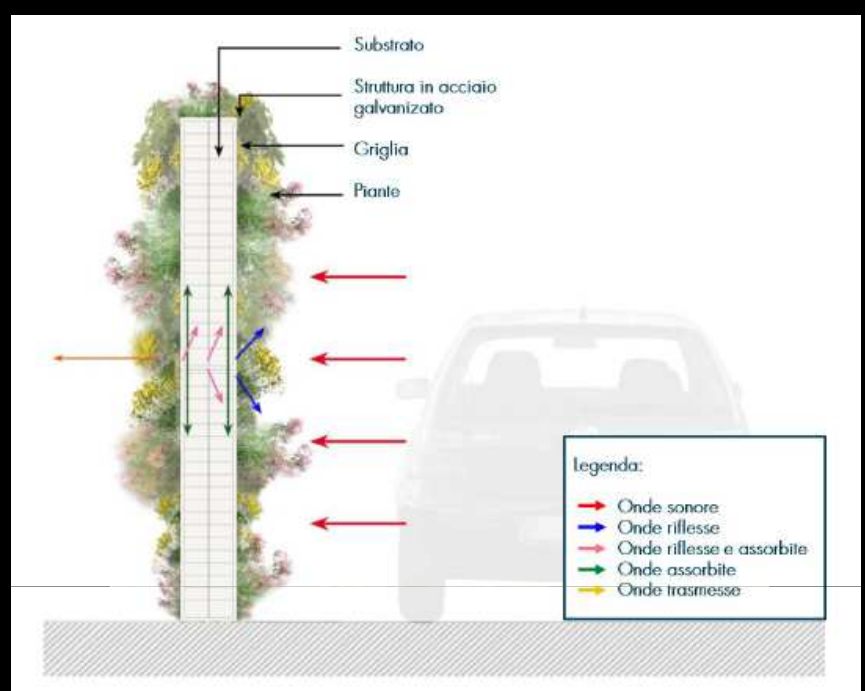 Substrato
Struttura in acciaio
galvanizato
Griglia
Piante
Legenda:
Onde sonore
Onde riflesse
Onde riflesse e assorbite
Onde assorbite
Onde trasmesse